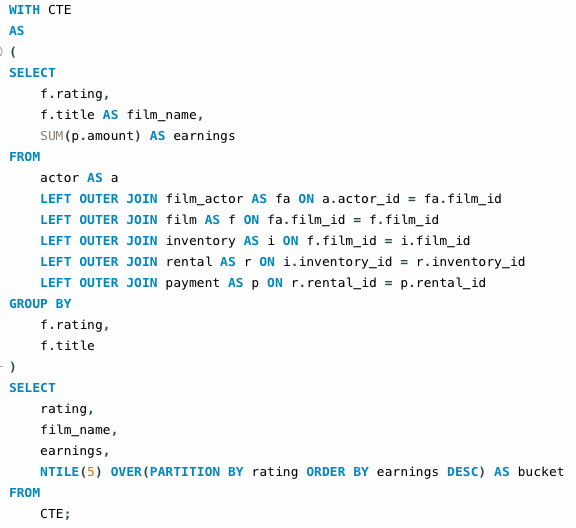 WITH CTE
AS
(
SELECT
    f.rating,
    f.title AS film_name,
    SUM(p.amount) AS earnings
FROM
    actor AS a
    LEFT OUTER JOIN film_actor AS fa ON a.actor_id = fa.film_id
    LEFT OUTER JOIN film AS f ON fa.film_id = f.film_id
    LEFT OUTER JOIN inventory AS i ON f.film_id = i.film_id
    LEFT OUTER JOIN rental AS r ON i.inventory_id = r.inventory_id
    LEFT OUTER JOIN payment AS p ON r.rental_id = p.rental_id
GROUP BY
    f.rating,
    f.title
)
SELECT
    rating,
    film_name,
    earnings,
    NTILE(5) OVER(PARTITION BY rating ORDER BY earnings DESC) AS bucket
FROM
    CTE;